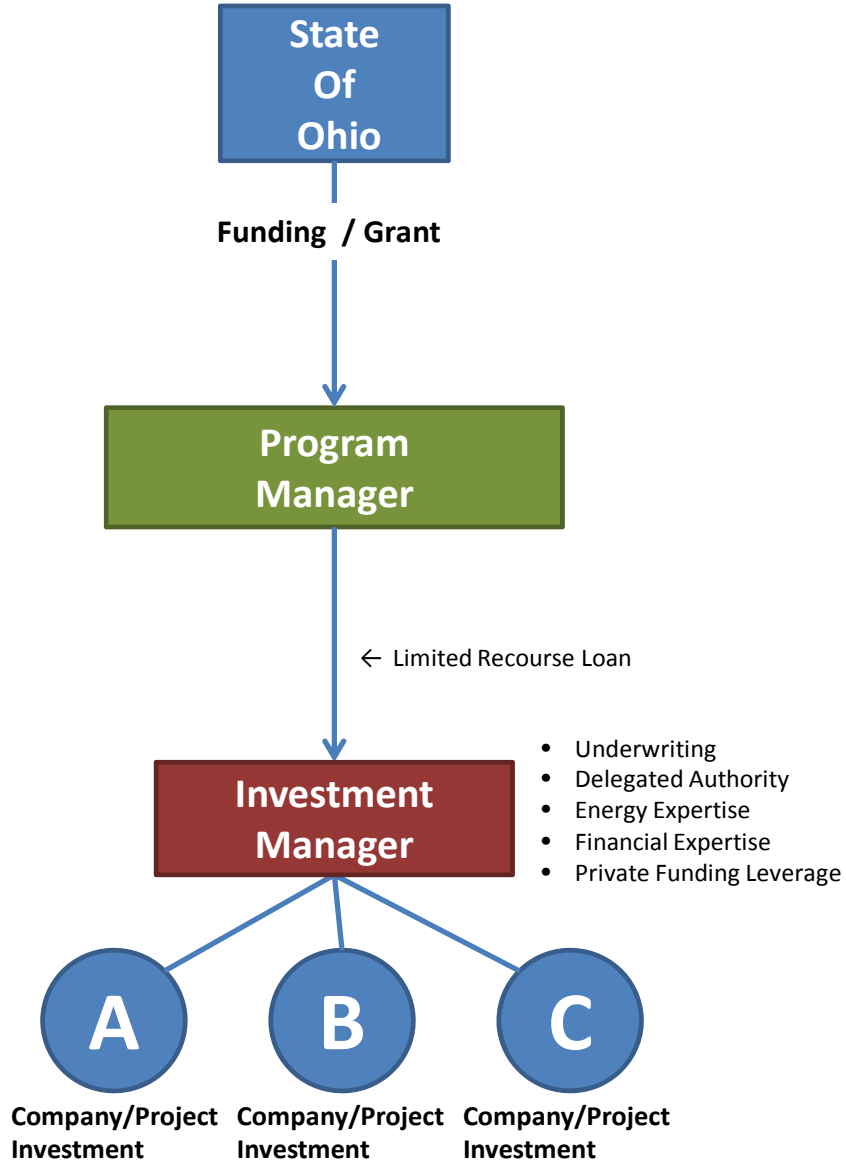 State
Of
Ohio
Funding / Grant
Program
Manager
← Limited Recourse Loan
Investment
Manager
• Underwriting
• Delegated Authority
• Energy Expertise
• Financial Expertise
• Private Funding Leverage
A
B
C
Company/Project
Investment
Company/Project
Investment
Company/Project
Investment